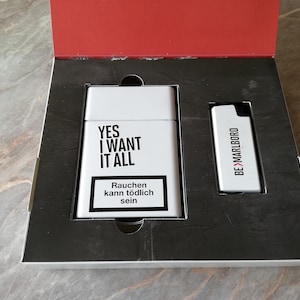 YES
I WANT
IT ALL
Rauchen
kann tödlich
sein
BE>MARLBORO